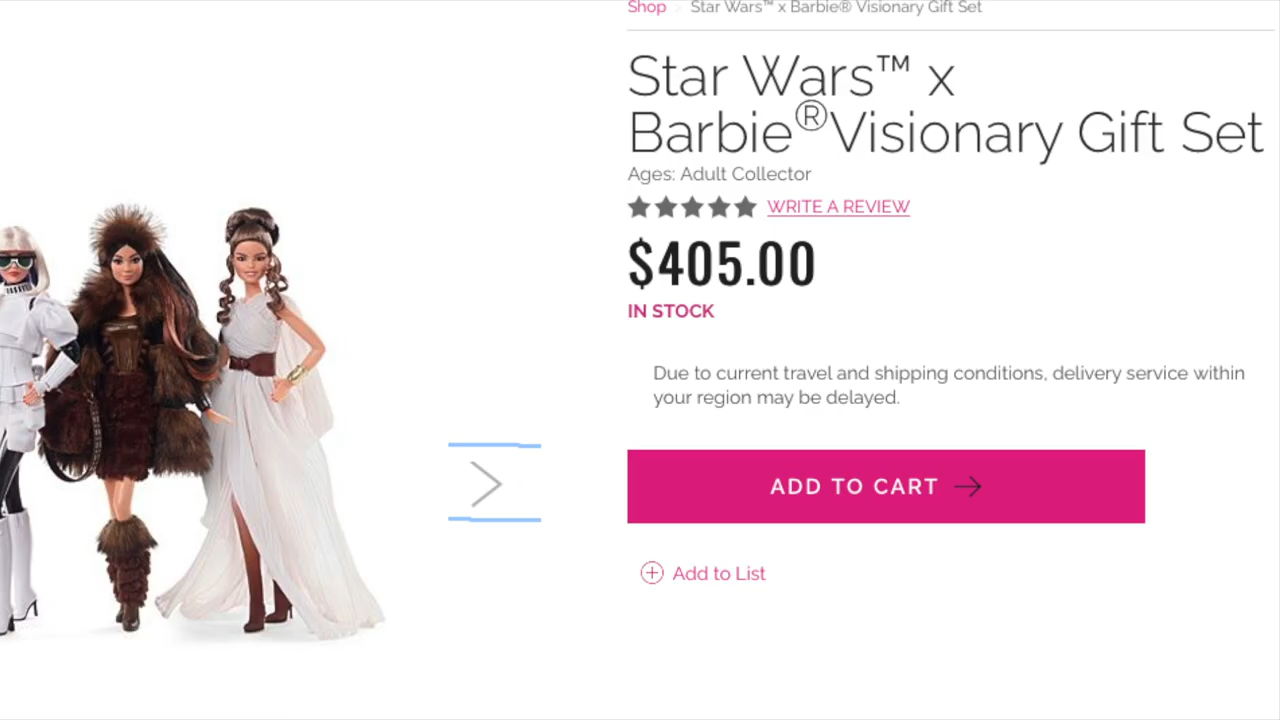 Shop > Star Wars™ x Barbie® Visionary Gift Set
Star Wars™ x
Barbie®Visionary Gift Set
Ages: Adult Collector
WRITE A REVIEW
$405.00
IN STOCK
Due to current travel and shipping conditions, delivery service within
your region may be delayed.
ADD TO CART
Add to List